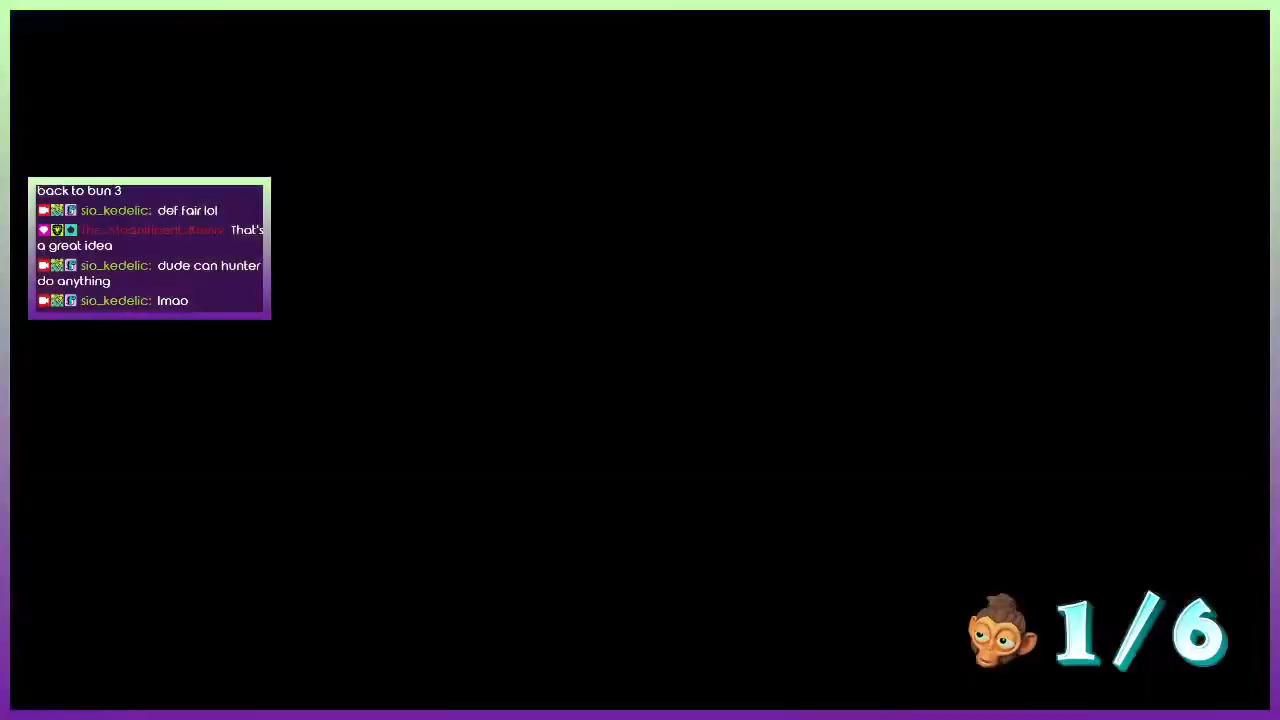 back to bun 3
sio_kedelic: def fair lol
That's
a great idea
sio_kedelic: dude can hunter
do anything
sio_kedelic: lmao
1/6